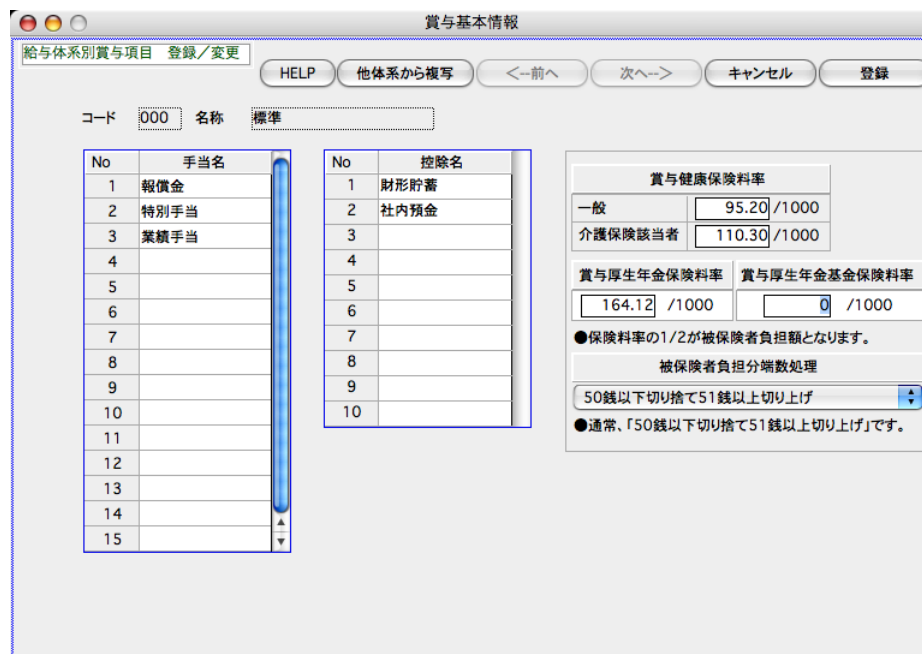 賞与基本情報
給与体系別賞与項目 登録／変更
HELP 他体系から複写 <--前へ 次へ--> キャンセル 登録
コード 000 名称 標準
No 手当名
1 報償金
2 特別手当
3 業績手当
4
5
6
7
8
9
10
11
12
13
14
15
No 控除名
1 財形貯蓄
2 社内預金
3
4
5
6
7
8
9
10
賞与健康保険料率
一般 95.20 /1000
介護保険該当者 110.30 /1000
賞与厚生年金保険料率 賞与厚生年金基金保険料率
164.12 /1000 0 /1000
●保険料率の1/2が被保険者負担額となります。
被保険者負担分端数処理
50銭以下切り捨て51銭以上切り上げ
●通常、「50銭以下切り捨て51銭以上切り上げ」です。